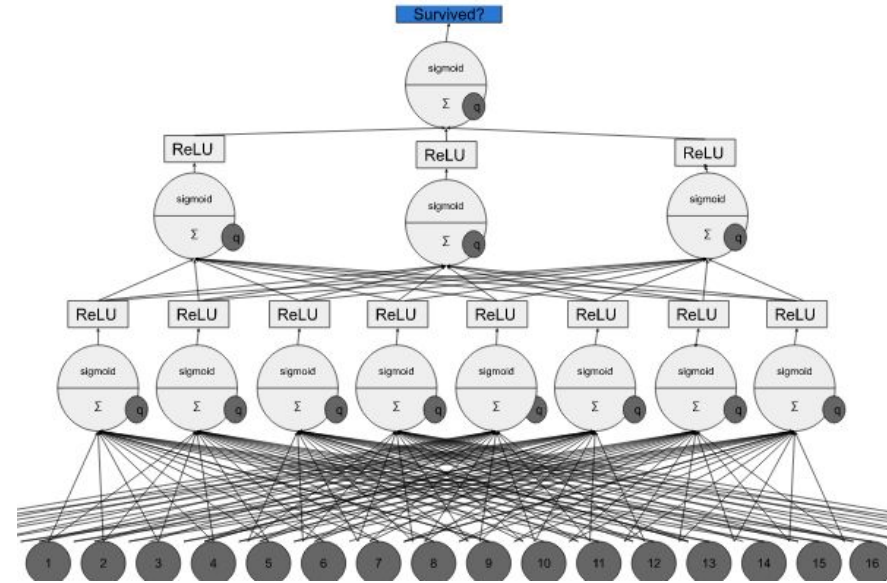 Survived?
sigmoid
Σ q
ReLU ReLU ReLU
sigmoid sigmoid sigmoid
Σ q Σ q Σ q
ReLU ReLU ReLU ReLU ReLU ReLU ReLU ReLU
sigmoid sigmoid sigmoid sigmoid sigmoid sigmoid sigmoid sigmoid
Σ q Σ q Σ q Σ q Σ q Σ q Σ q Σ q
1 2 3 4 5 6 7 8 9 10 11 12 13 14 15 16